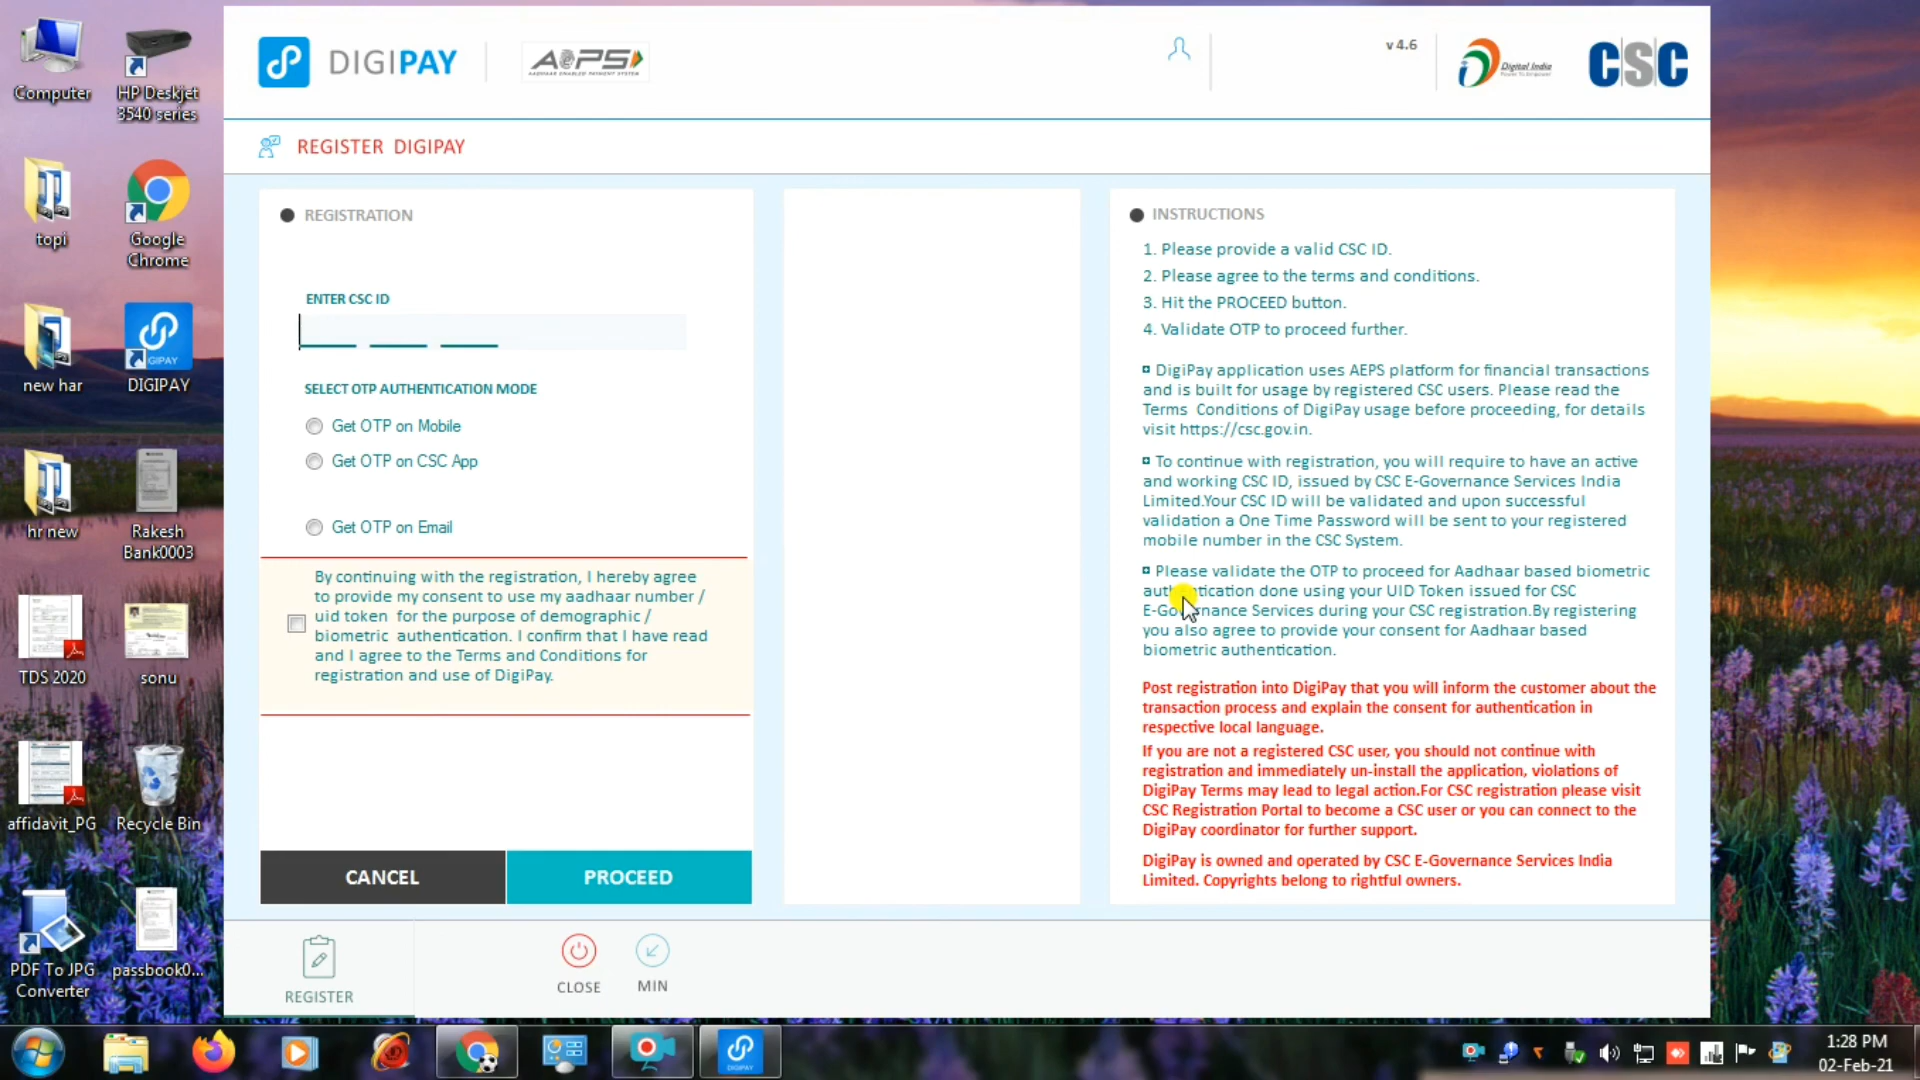 Computer
HP Deskjet
3540 series
topi
Google
Chrome
new har
DIGIPAY
hr new
Rakesh
Bank0003
TDS 2020
sonu
affidavit_PG
Recycle Bin
PDF To JPG
Converter
passbook0...
DIGIPAY
AEPS
AADHAAR ENABLED PAYMENT SYSTEM
v 4.6
Digital India
Power To Empower
CSC
REGISTER DIGIPAY
REGISTRATION
ENTER CSC ID
SELECT OTP AUTHENTICATION MODE
Get OTP on Mobile
Get OTP on CSC App
Get OTP on Email
By continuing with the registration, I hereby agree
to provide my consent to use my aadhaar number /
uid token for the purpose of demographic /
biometric authentication. I confirm that I have read
and I agree to the Terms and Conditions for
registration and use of DigiPay.
CANCEL
PROCEED
INSTRUCTIONS
1. Please provide a valid CSC ID.
2. Please agree to the terms and conditions.
3. Hit the PROCEED button.
4. Validate OTP to proceed further.
DigiPay application uses AEPS platform for financial transactions
and is built for usage by registered CSC users. Please read the
Terms Conditions of DigiPay usage before proceeding, for details
visit https://csc.gov.in.
To continue with registration, you will require to have an active
and working CSC ID, issued by CSC E-Governance Services India
Limited.Your CSC ID will be validated and upon successful
validation a One Time Password will be sent to your registered
mobile number in the CSC System.
Please validate the OTP to proceed for Aadhaar based biometric
authentication done using your UID Token issued for CSC
E-Governance Services during your CSC registration.By registering
you also agree to provide your consent for Aadhaar based
biometric authentication.
Post registration into DigiPay that you will inform the customer about the
transaction process and explain the consent for authentication in
respective local language.
If you are not a registered CSC user, you should not continue with
registration and immediately un-install the application, violations of
DigiPay Terms may lead to legal action.For CSC registration please visit
CSC Registration Portal to become a CSC user or you can connect to the
DigiPay coordinator for further support.
DigiPay is owned and operated by CSC E-Governance Services India
Limited. Copyrights belong to rightful owners.
REGISTER
CLOSE
MIN
DIGIPAY
1:28 PM
02-Feb-21